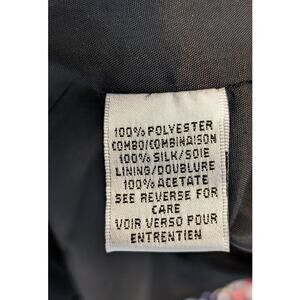 100% POLYESTER
COMBO/COMBINAISON
100% SILK/SOIE
LINING/DOUBLURE
100% ACETATE
SEE REVERSE FOR
CARE
VOIR VERSO POUR
ENTRETIEN